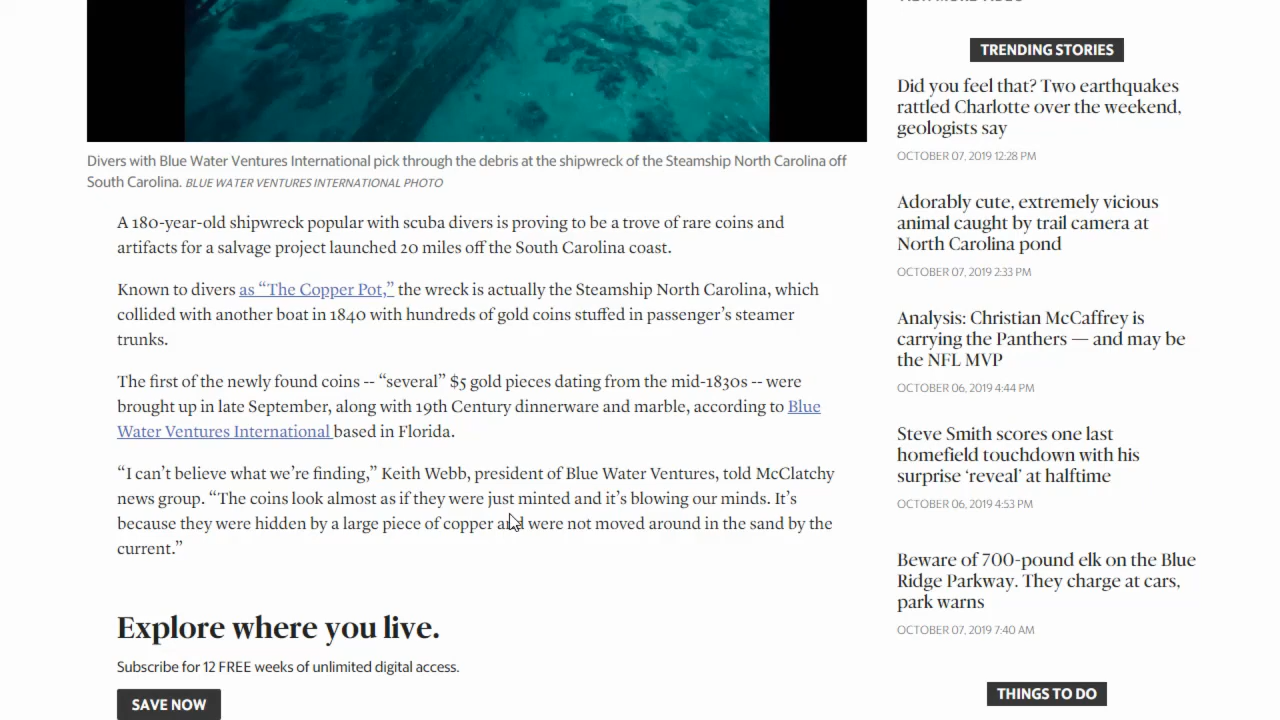 Divers with Blue Water Ventures International pick through the debris at the shipwreck of the Steamship North Carolina off
South Carolina. BLUE WATER VENTURES INTERNATIONAL PHOTO
A 180-year-old shipwreck popular with scuba divers is proving to be a trove of rare coins and
artifacts for a salvage project launched 20 miles off the South Carolina coast.
Known to divers as “The Copper Pot,” the wreck is actually the Steamship North Carolina, which
collided with another boat in 1840 with hundreds of gold coins stuffed in passenger’s steamer
trunks.
The first of the newly found coins -- “several” $5 gold pieces dating from the mid-1830s -- were
brought up in late September, along with 19th Century dinnerware and marble, according to Blue
Water Ventures International based in Florida.
“I can’t believe what we’re finding,” Keith Webb, president of Blue Water Ventures, told McClatchy
news group. “The coins look almost as if they were just minted and it’s blowing our minds. It’s
because they were hidden by a large piece of copper and were not moved around in the sand by the
current.”
Explore where you live.
Subscribe for 12 FREE weeks of unlimited digital access.
SAVE NOW
VIEW MORE VIDEO
TRENDING STORIES
Did you feel that? Two earthquakes
rattled Charlotte over the weekend,
geologists say
OCTOBER 07, 2019 12:28 PM
Adorably cute, extremely vicious
animal caught by trail camera at
North Carolina pond
OCTOBER 07, 2019 2:33 PM
Analysis: Christian McCaffrey is
carrying the Panthers — and may be
the NFL MVP
OCTOBER 06, 2019 4:44 PM
Steve Smith scores one last
homefield touchdown with his
surprise ‘reveal’ at halftime
OCTOBER 06, 2019 4:53 PM
Beware of 700-pound elk on the Blue
Ridge Parkway. They charge at cars,
park warns
OCTOBER 07, 2019 7:40 AM
THINGS TO DO